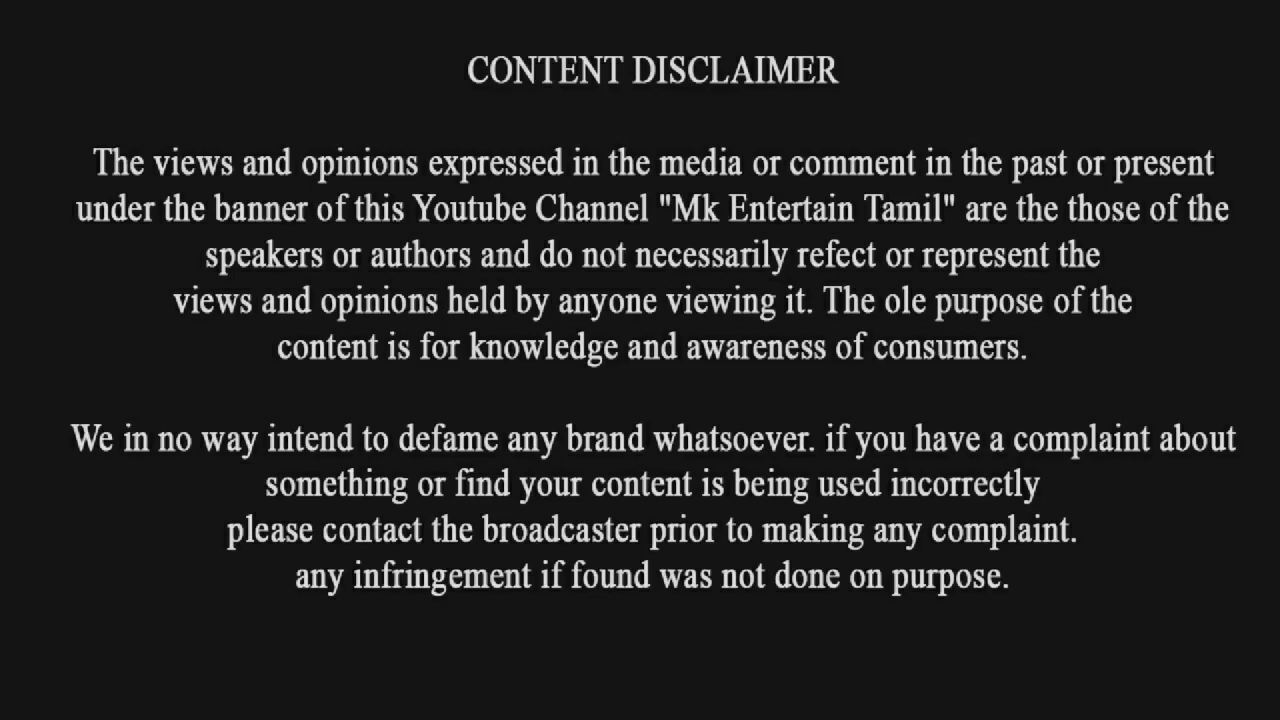 CONTENT DISCLAIMER
The views and opinions expressed in the media or comment in the past or present
under the banner of this Youtube Channel "Mk Entertain Tamil" are the those of the
speakers or authors and do not necessarily refect or represent the
views and opinions held by anyone viewing it. The ole purpose of the
content is for knowledge and awareness of consumers.
We in no way intend to defame any brand whatsoever. if you have a complaint about
something or find your content is being used incorrectly
please contact the broadcaster prior to making any complaint.
any infringement if found was not done on purpose.